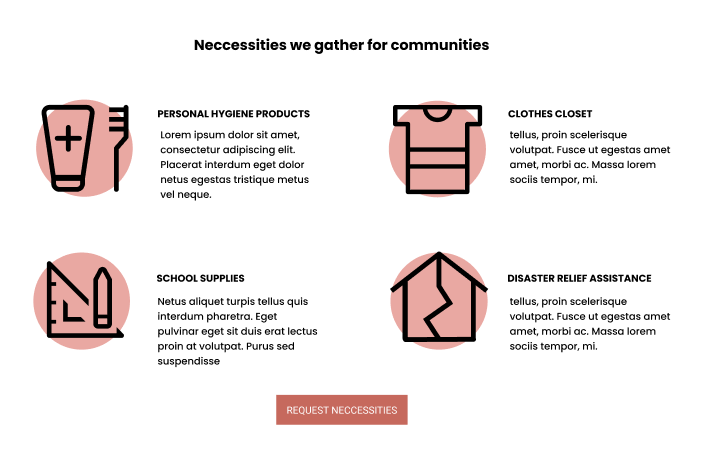 Neccessities we gather for communities
PERSONAL HYGIENE PRODUCTS
Lorem ipsum dolor sit amet,
consectetur adipiscing elit.
Placerat interdum eget dolor
netus egestas tristique metus
vel neque.
CLOTHES CLOSET
tellus, proin scelerisque
volutpat. Fusce ut egestas amet
amet, morbi ac. Massa lorem
sociis tempor, mi.
SCHOOL SUPPLIES
Netus aliquet turpis tellus quis
interdum pharetra. Eget
pulvinar eget sit duis erat lectus
proin at volutpat. Purus sed
suspendisse
DISASTER RELIEF ASSISTANCE
tellus, proin scelerisque
volutpat. Fusce ut egestas amet
amet, morbi ac. Massa lorem
sociis tempor, mi.
REQUEST NECCESSITIES